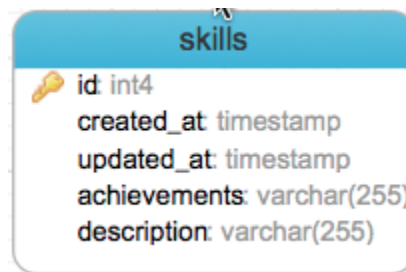 skills
id: int4
created_at: timestamp
updated_at: timestamp
achievements: varchar(255)
description: varchar(255)